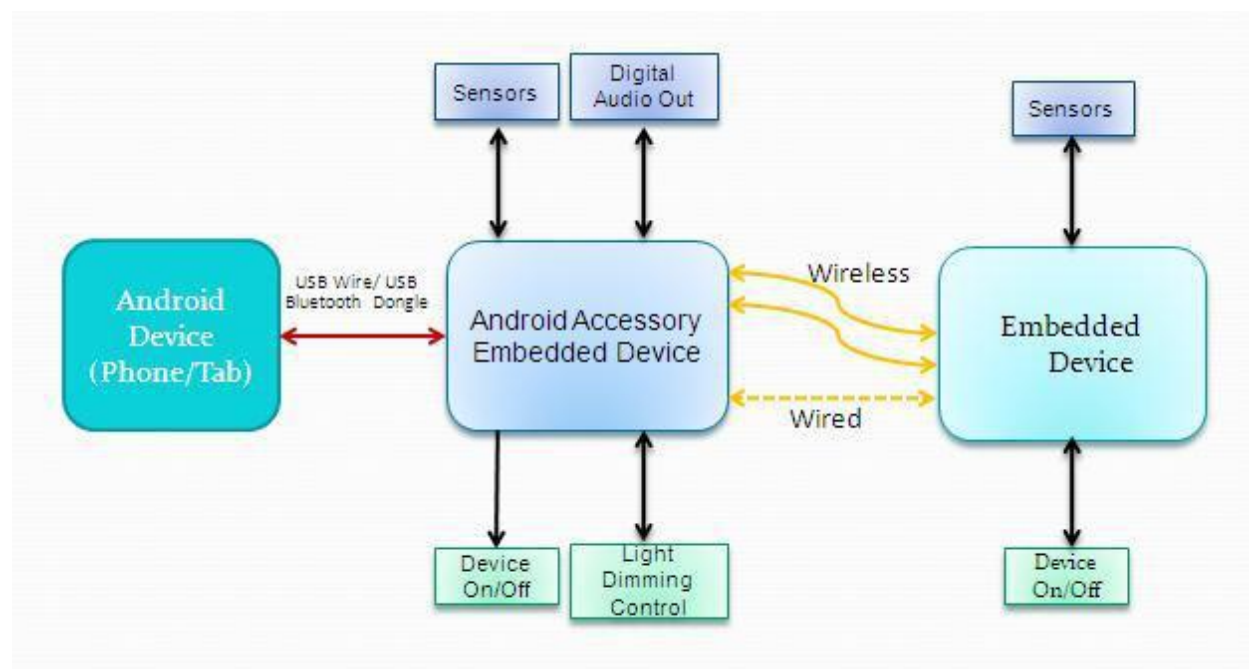 Sensors
Digital
Audio Out
Sensors
Android
Device
(Phone/Tab)
USB Wire/ USB
Bluetooth Dongle
Android Accessory
Embedded Device
Wireless
Wired
Embedded
Device
Device
On/Off
Light
Dimming
Control
Device
On/Off